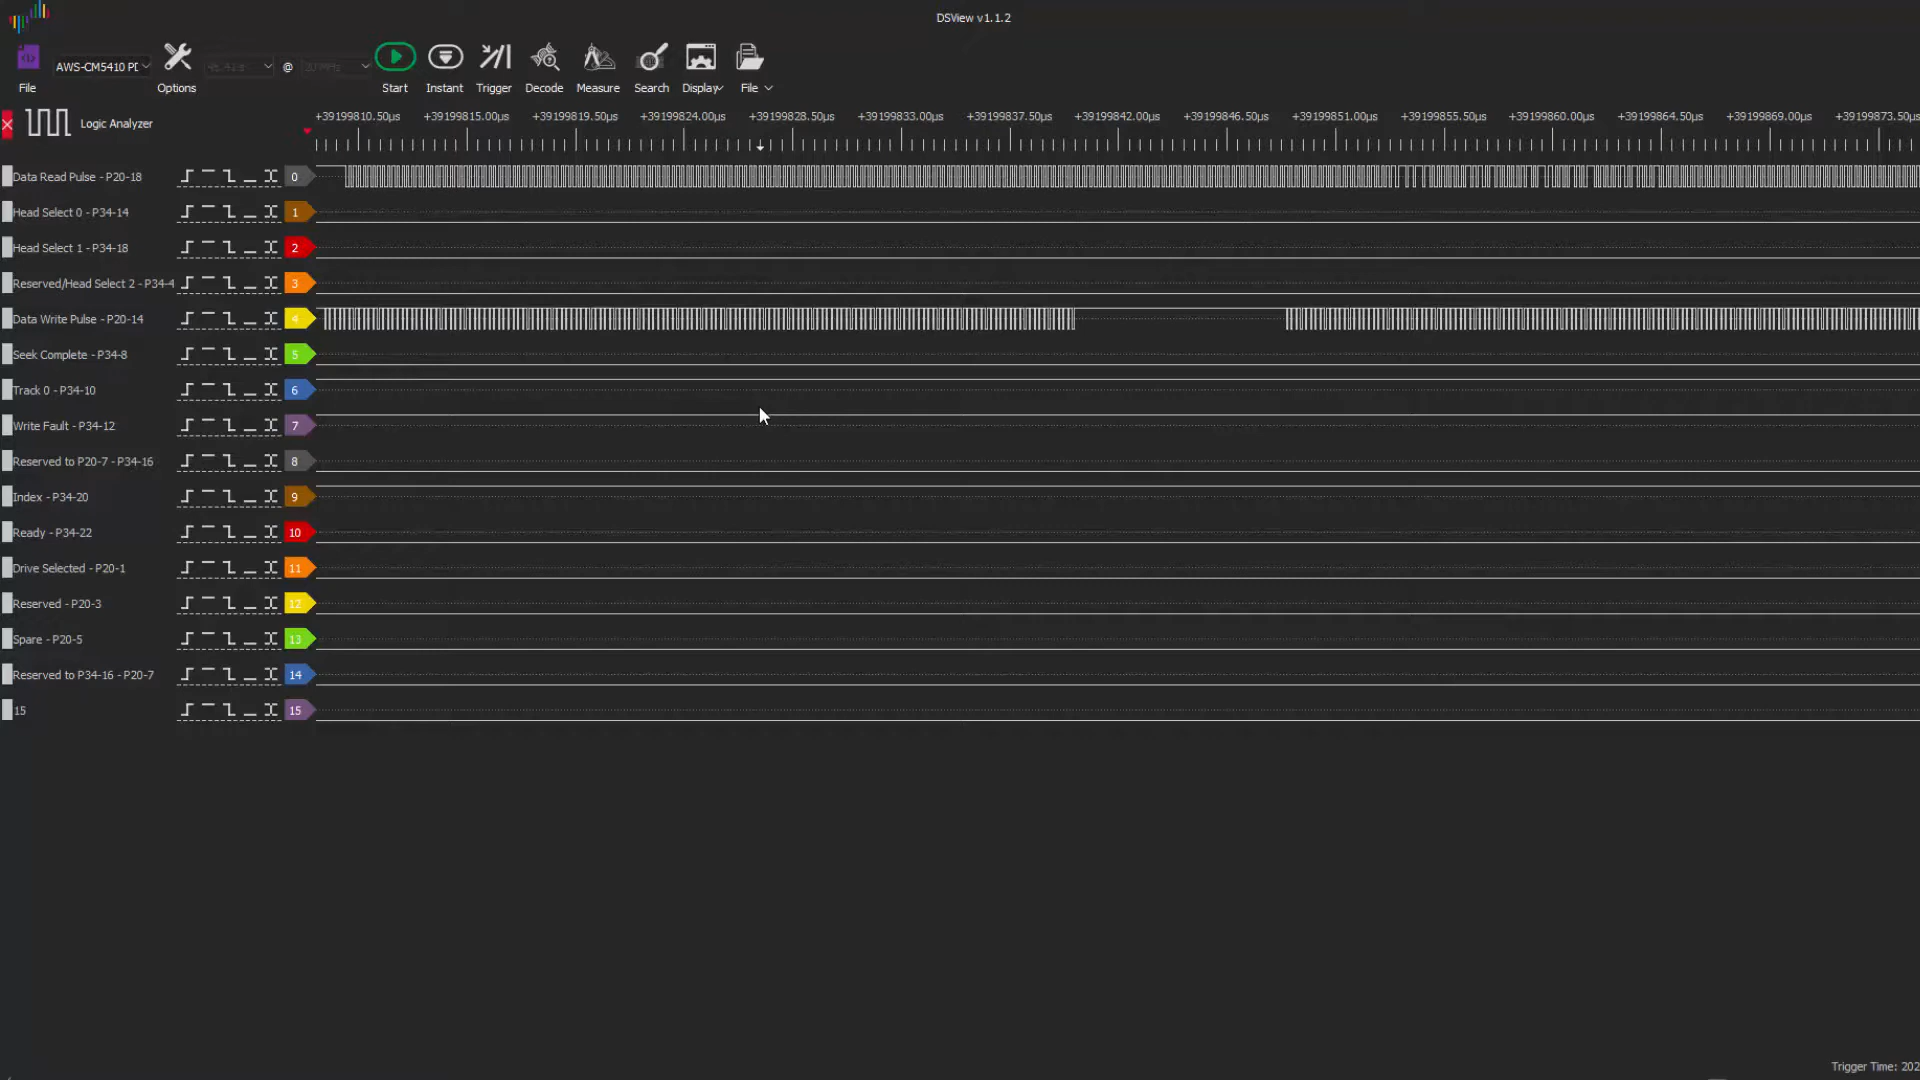 DSView v1.1.2
AWS-CM5410 PD
@
20 MHz
File
Options
Start
Instant
Trigger
Decode
Measure
Search
Display
File
Logic Analyzer
+39199810.50μs +39199815.00μs +39199819.50μs +39199824.00μs +39199828.50μs +39199833.00μs +39199837.50μs +39199842.00μs +39199846.50μs +39199851.00μs +39199855.50μs +39199860.00μs +39199864.50μs +39199869.00μs +39199873.50μs
Data Read Pulse - P20-18 0
Head Select 0 - P34-14 1
Head Select 1 - P34-18 2
Reserved/Head Select 2 - P34-4 3
Data Write Pulse - P20-14 4
Seek Complete - P34-8 5
Track 0 - P34-10 6
Write Fault - P34-12 7
Reserved to P20-7 - P34-16 8
Index - P34-20 9
Ready - P34-22 10
Drive Selected - P20-1 11
Reserved - P20-3 12
Spare - P20-5 13
Reserved to P34-16 - P20-7 14
15 15
Trigger Time: 202